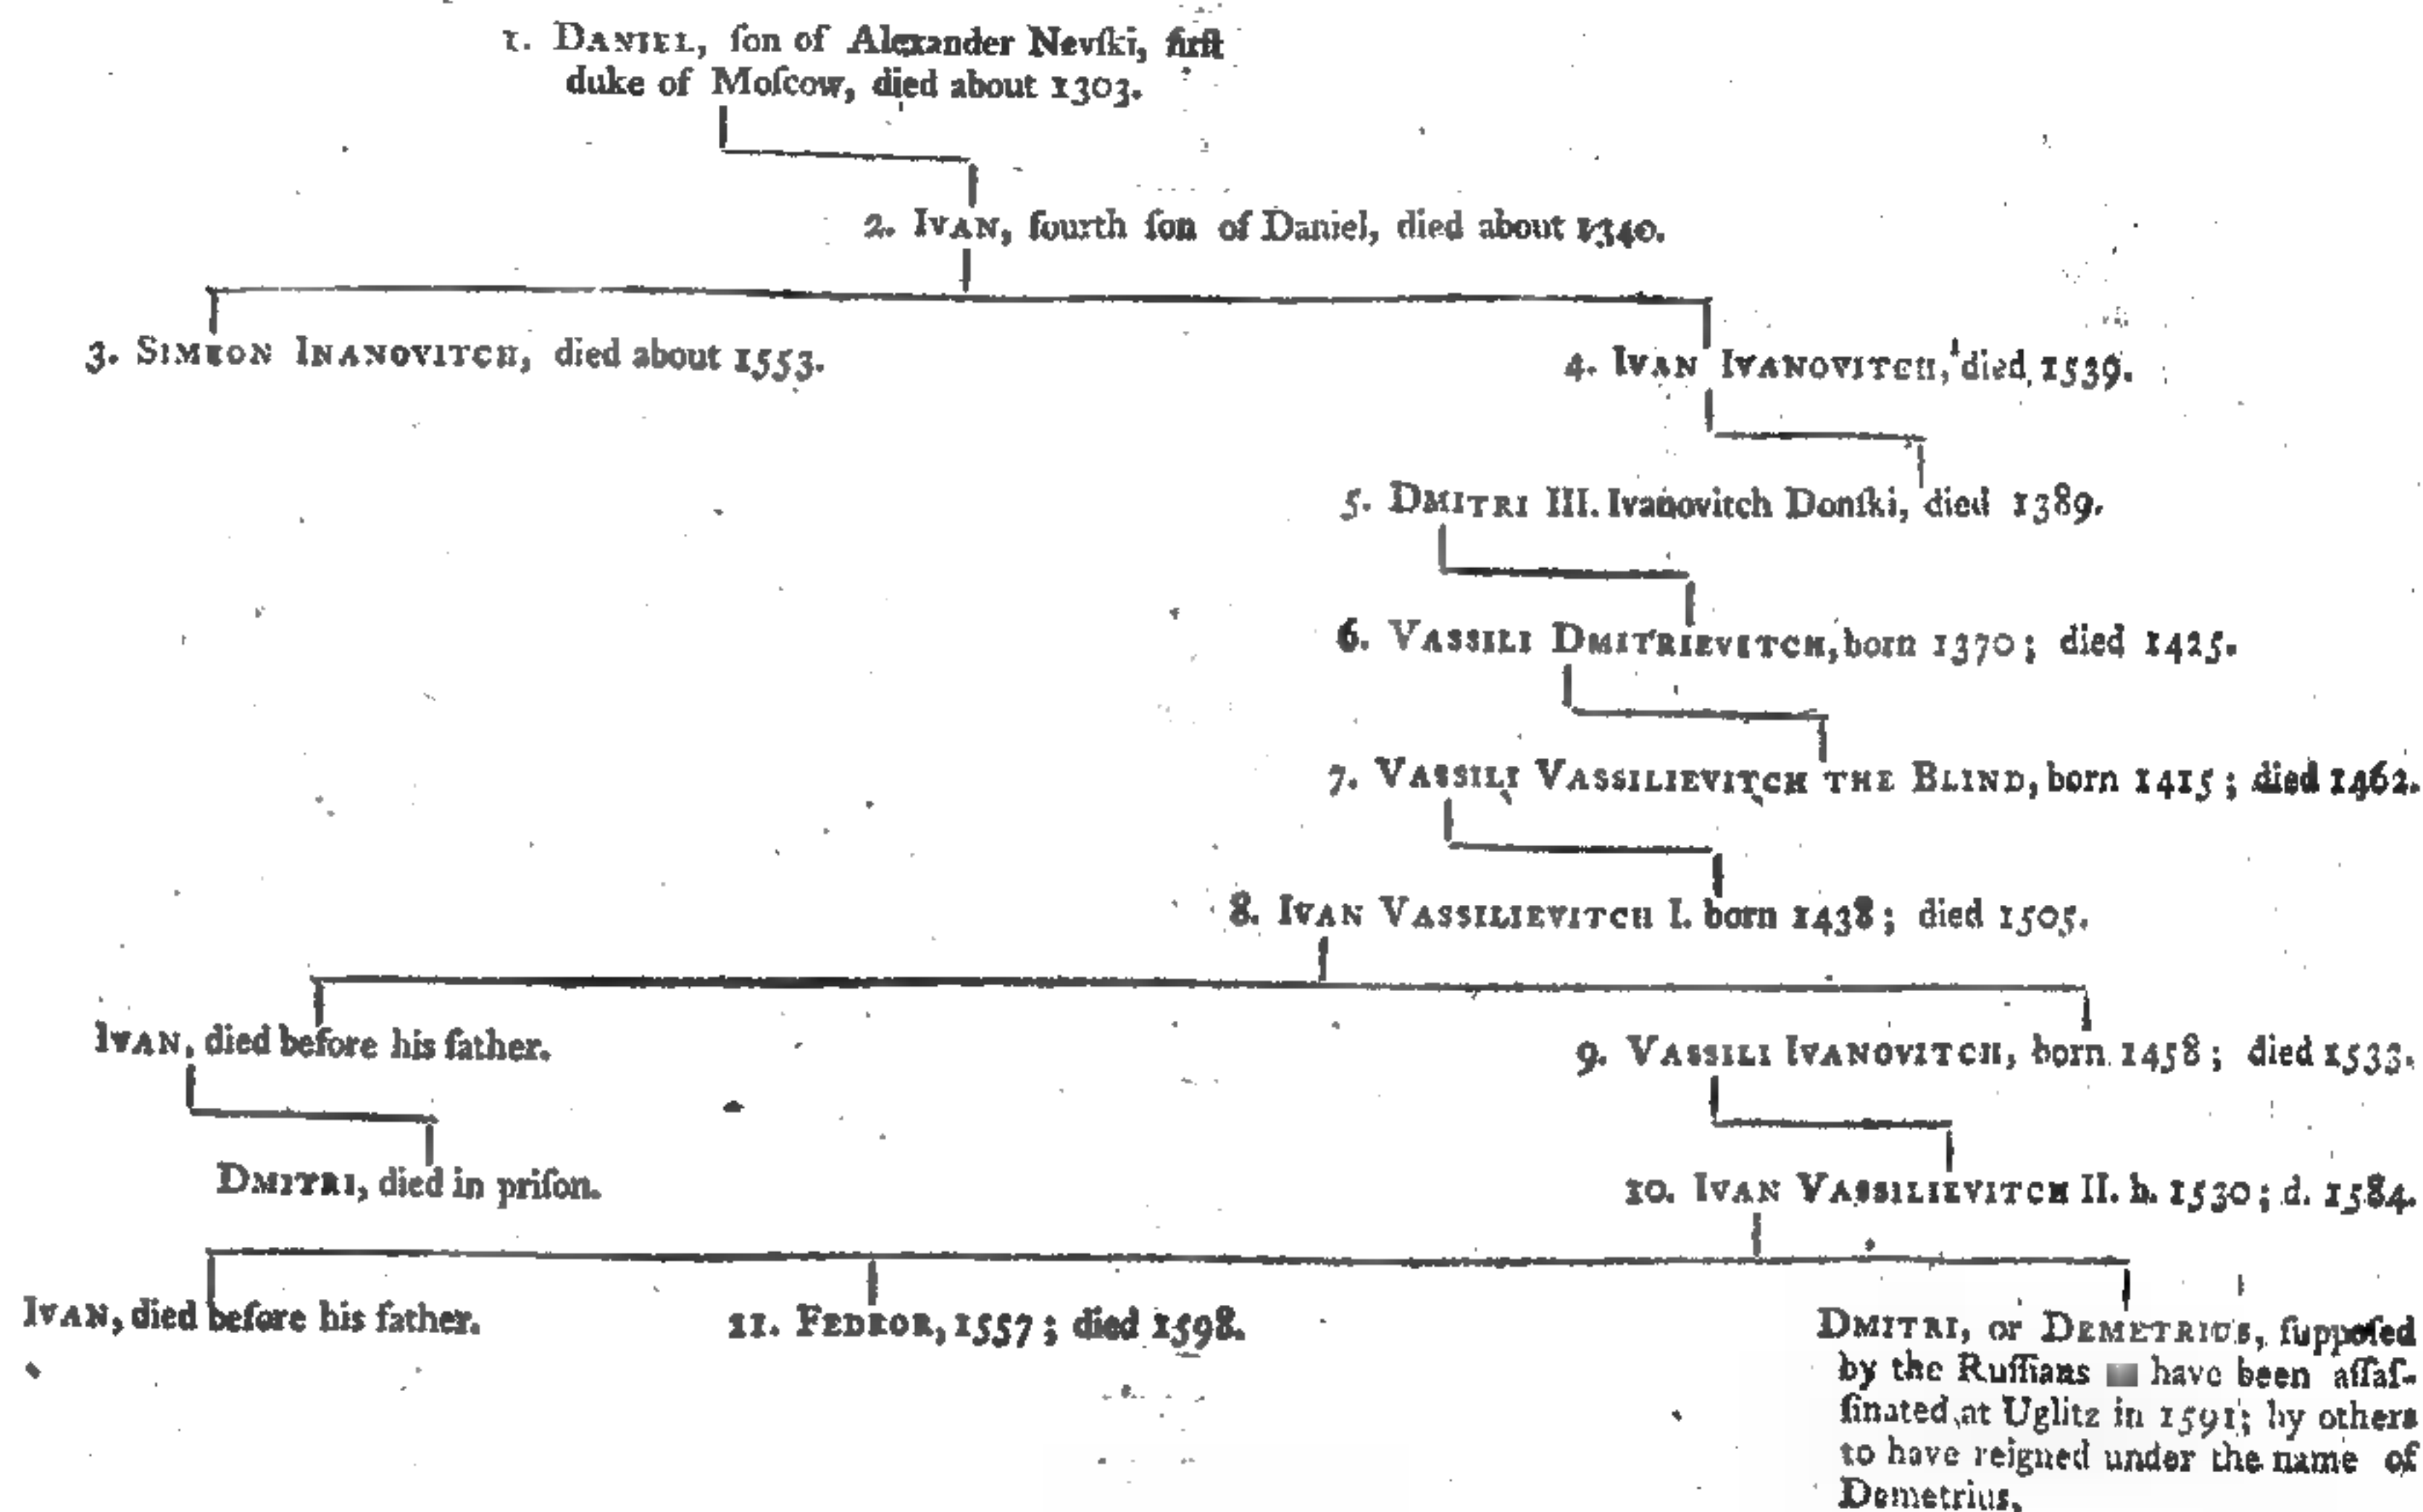 1. DANIEL, ſon of Alexander Nevſki, firſt
duke of Moſcow, died about 1303.
2. IVAN, fourth ſon of Daniel, died about 1340.
3. SIMEON INANOVITCH, died about 1553.
4. IVAN IVANOVITCH, died 1539.
5. DMITRI III. Ivanovitch Donſki, died 1389.
6. VASSILI DMITRIEVITCH, born 1370; died 1425.
7. VASSILI VASSILIEVITCH THE BLIND, born 1415; died 1462.
8. IVAN VASSILIEVITCH I. born 1438; died 1505.
IVAN, died before his father.
9. VASSILI IVANOVITCH, born 1458; died 1533.
DMITRI, died in priſon.
10. IVAN VASSILIEVITCH II. b. 1530; d. 1584.
IVAN, died before his father.
11. FEDEOR, 1557; died 1598.
DMITRI, or DEMETRIUS, ſuppoſed
by the Ruſſians have been aſſaſ-
ſinated at Uglitz in 1591; by others
to have reigned under the name of
Demetrius.